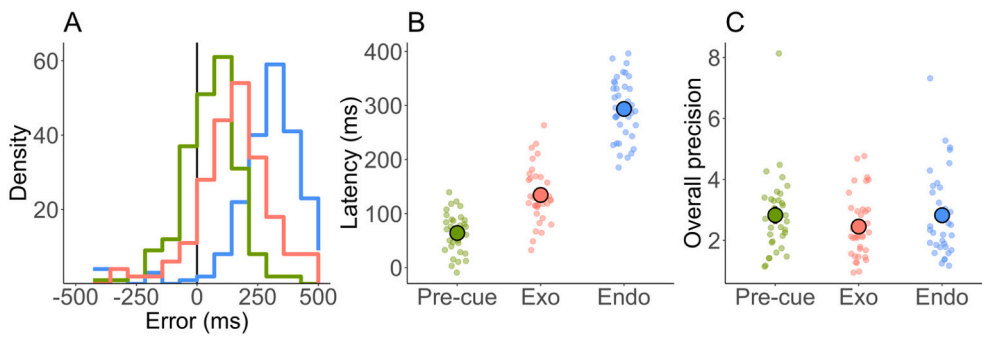 A
Density
60
40
20
-500
-250
0
250
500
Error (ms)
B
Latency (ms)
400
300
200
100
0
Pre-cue
Exo
Endo
C
Overall precision
8
6
4
2
Pre-cue
Exo
Endo